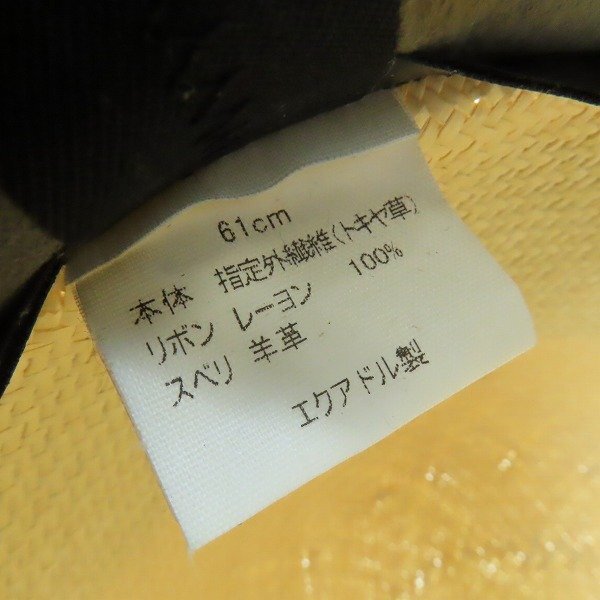 61cm
本体 指定外繊維(トキヤ草)
リボン レーヨン 100%
スベリ 羊革
エクアドル製